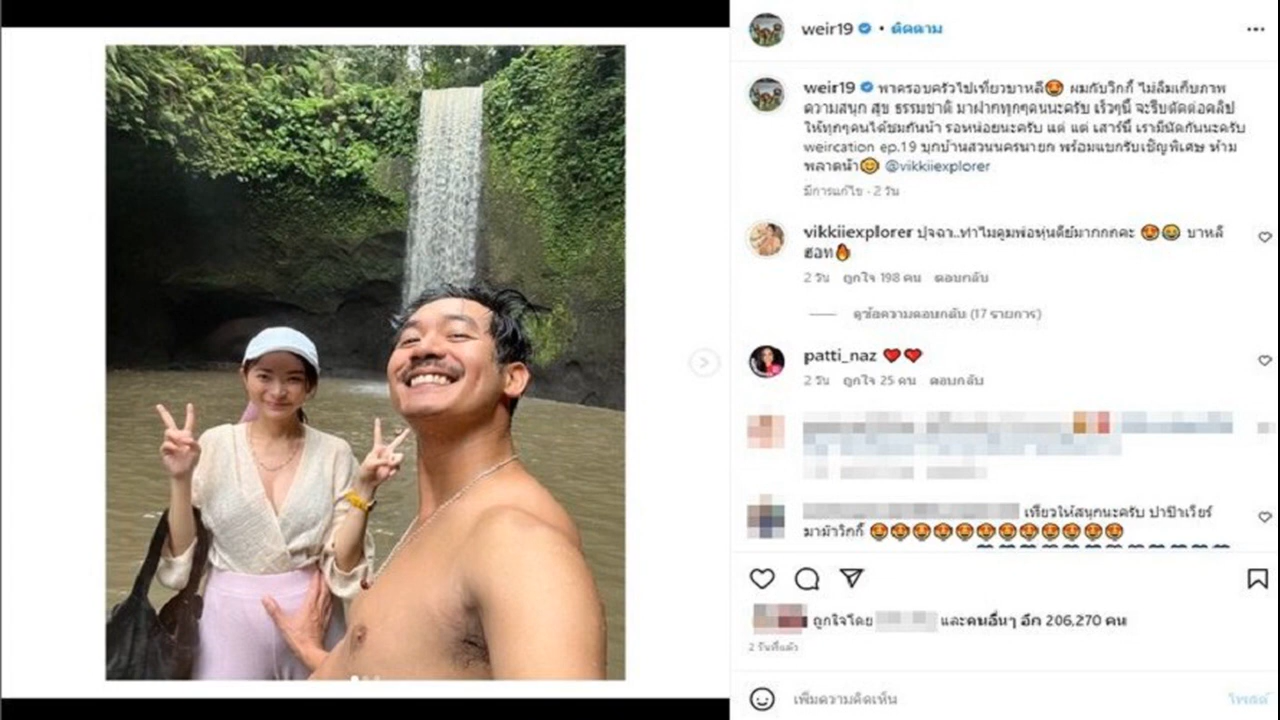 weir19 • ติดตาม
weir19 พาครอบครัวไปเที่ยวบาหลี🤩 ผมกับวิกกี้ ไม่ลืมเก็บภาพ
ความสนุก สุข ธรรมชาติ มาฝากทุกๆคนนะครับ เร็วๆนี้ จะรีบตัดต่อคลิป
ให้ทุกๆคนได้ชมกันน้า รอหน่อยนะครับ แต่ แต่ เสาร์นี้ เรามีนัดกันนะครับ
weircation ep.19 บุกบ้านสวนนครนายก พร้อมแขกรับเชิญพิเศษ ห้าม
พลาดน้า😊 @vikkiiexplorer
มีการแก้ไข · 2 วัน
vikkiiexplorer ปุจฉา..ทำไมคุมพ่อหุ่นดีย์มากกกคะ 🤩😂 บาหลี
ฮอท🔥
2 วัน ถูกใจ 198 คน ตอบกลับ
ดูข้อความตอบกลับ (17 รายการ)
patti_naz ❤️❤️
2 วัน ถูกใจ 25 คน ตอบกลับ
เที่ยวให้สนุกนะครับ ปาป๊าเวียร์
มาม๊าวิกกี้ 🤩🤩🤩🤩🤩🤩🤩🤩🤩🤩🤩🤩
ถูกใจโดย และคนอื่นๆ อีก 206,270 คน
2 วันที่แล้ว
เพิ่มความคิดเห็น
โพสต์